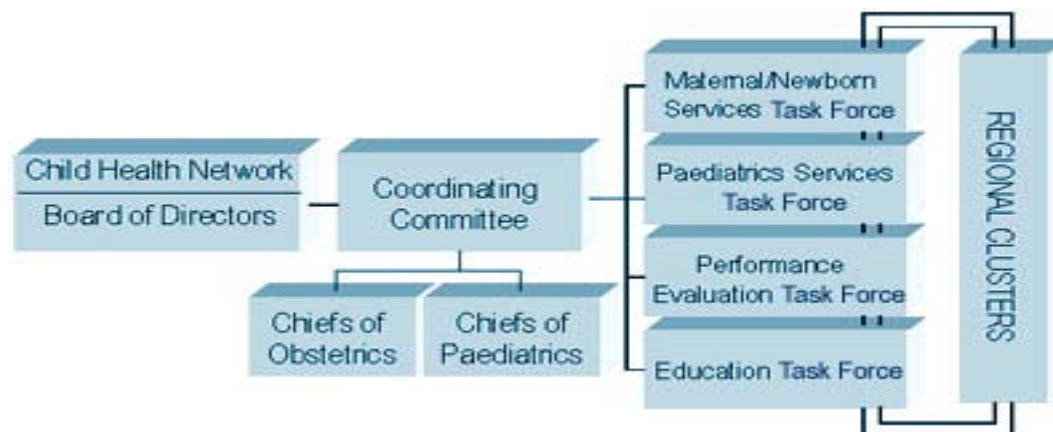 Child Health Network
Board of Directors
Coordinating
Committee
Chiefs of
Obstetrics
Chiefs of
Paediatrics
Maternal/Newborn
Services Task Force
Paediatrics Services
Task Force
Performance
Evaluation Task Force
Education Task Force
REGIONAL CLUSTERS